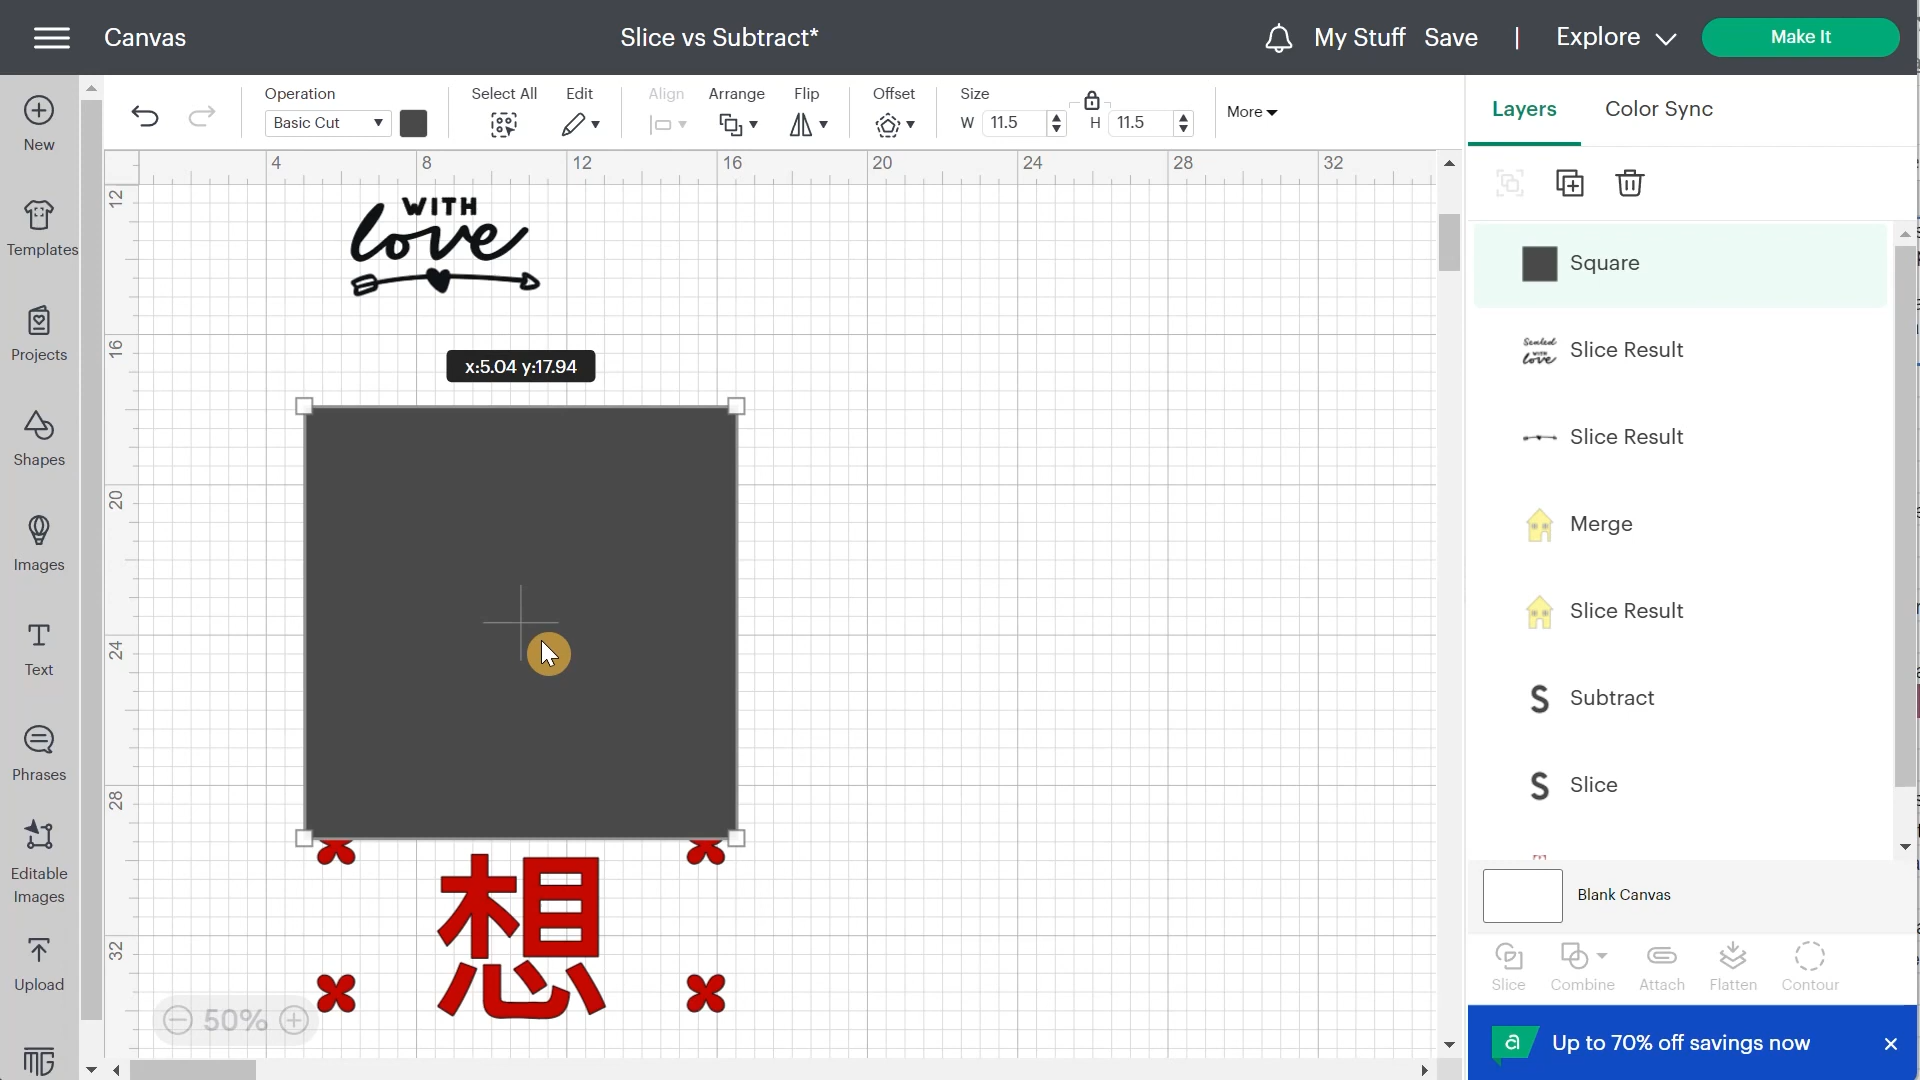 Canvas
Slice vs Subtract*
My Stuff
Save
|
Explore
Make It
New
Templates
Projects
Shapes
Images
Text
Phrases
Editable
Images
Upload
MG
Operation
Basic Cut
Select All
Edit
Align
Arrange
Flip
Offset
Size
W 11.5
H 11.5
More
4 8 12 16 20 24 28 32
12
16
20
24
28
32
WITH
love
x:5.04 y:17.94
想
50%
Layers
Color Sync
Square
Sealed
WITH
love
Slice Result
Slice Result
Merge
Slice Result
S Subtract
S Slice
Blank Canvas
Slice
Combine
Attach
Flatten
Contour
a
Up to 70% off savings now